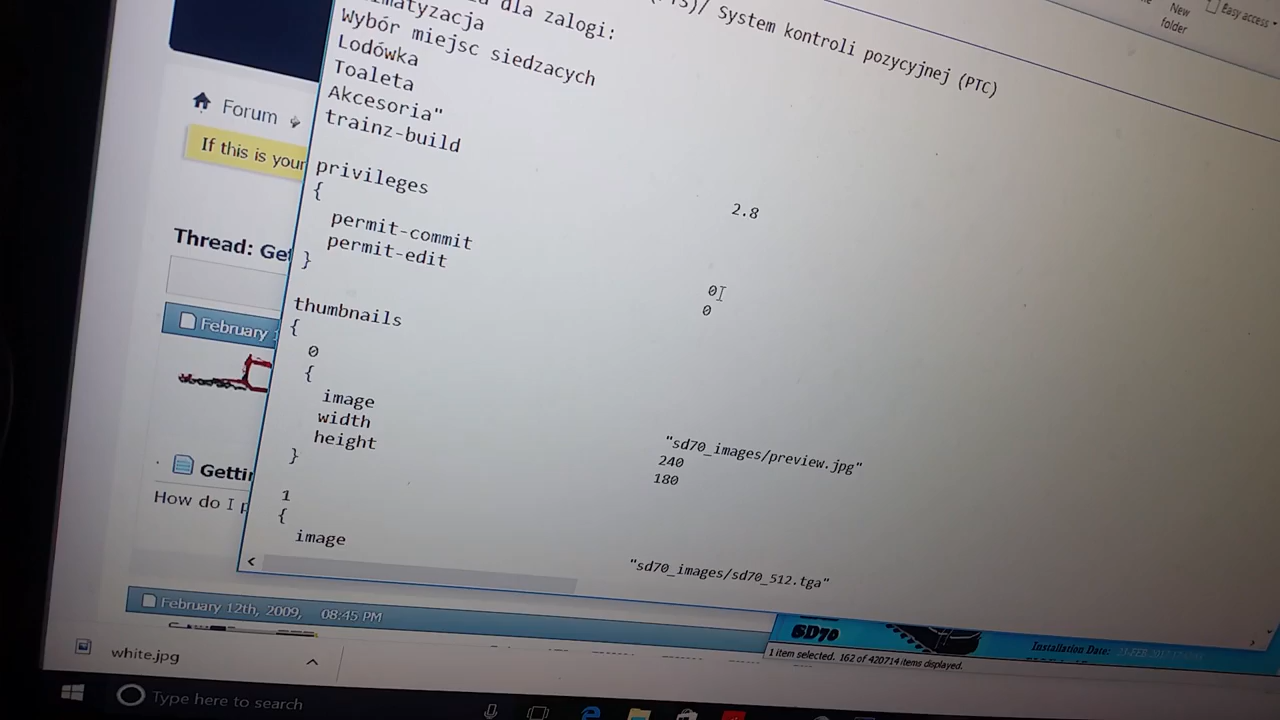 System kontroli pozycyjnej (PTC)
dla zalogi:
Wybór miejsc siedzacych
Lodówka
Toaleta
Akcesoria"
trainz-build 2.8
privileges
{
permit-commit 0
permit-edit 0
}
thumbnails
{
0
{
image "sd70_images/preview.jpg"
width 240
height 180
}
1
{
image "sd70_images/sd70_512.tga"
New folder
Easy access
Forum
If this is your
Thread:
February
How do I
February 12th, 2009, 08:45 PM
SD70
Installation Date:
1 item selected. 162 of 420714 items displayed.
white.jpg
Type here to search